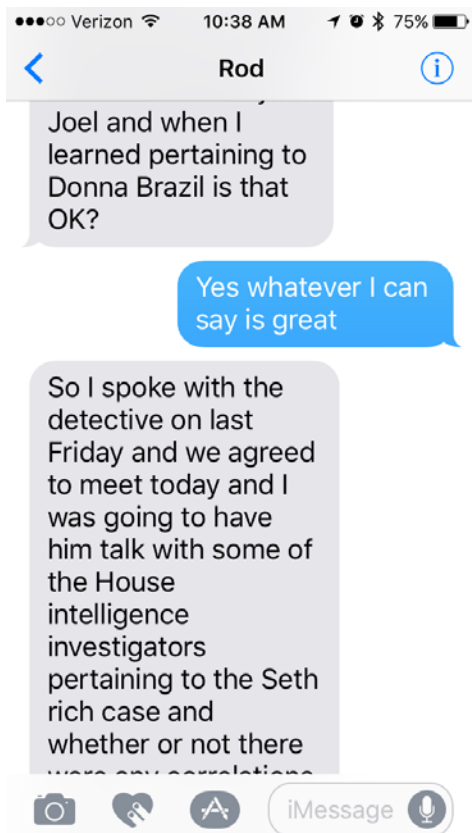 Verizon 10:38 AM 75%
Rod
Joel and when I
learned pertaining to
Donna Brazil is that
OK?
Yes whatever I can
say is great
So I spoke with the
detective on last
Friday and we agreed
to meet today and I
was going to have
him talk with some of
the House
intelligence
investigators
pertaining to the Seth
rich case and
whether or not there
were any correlations
iMessage